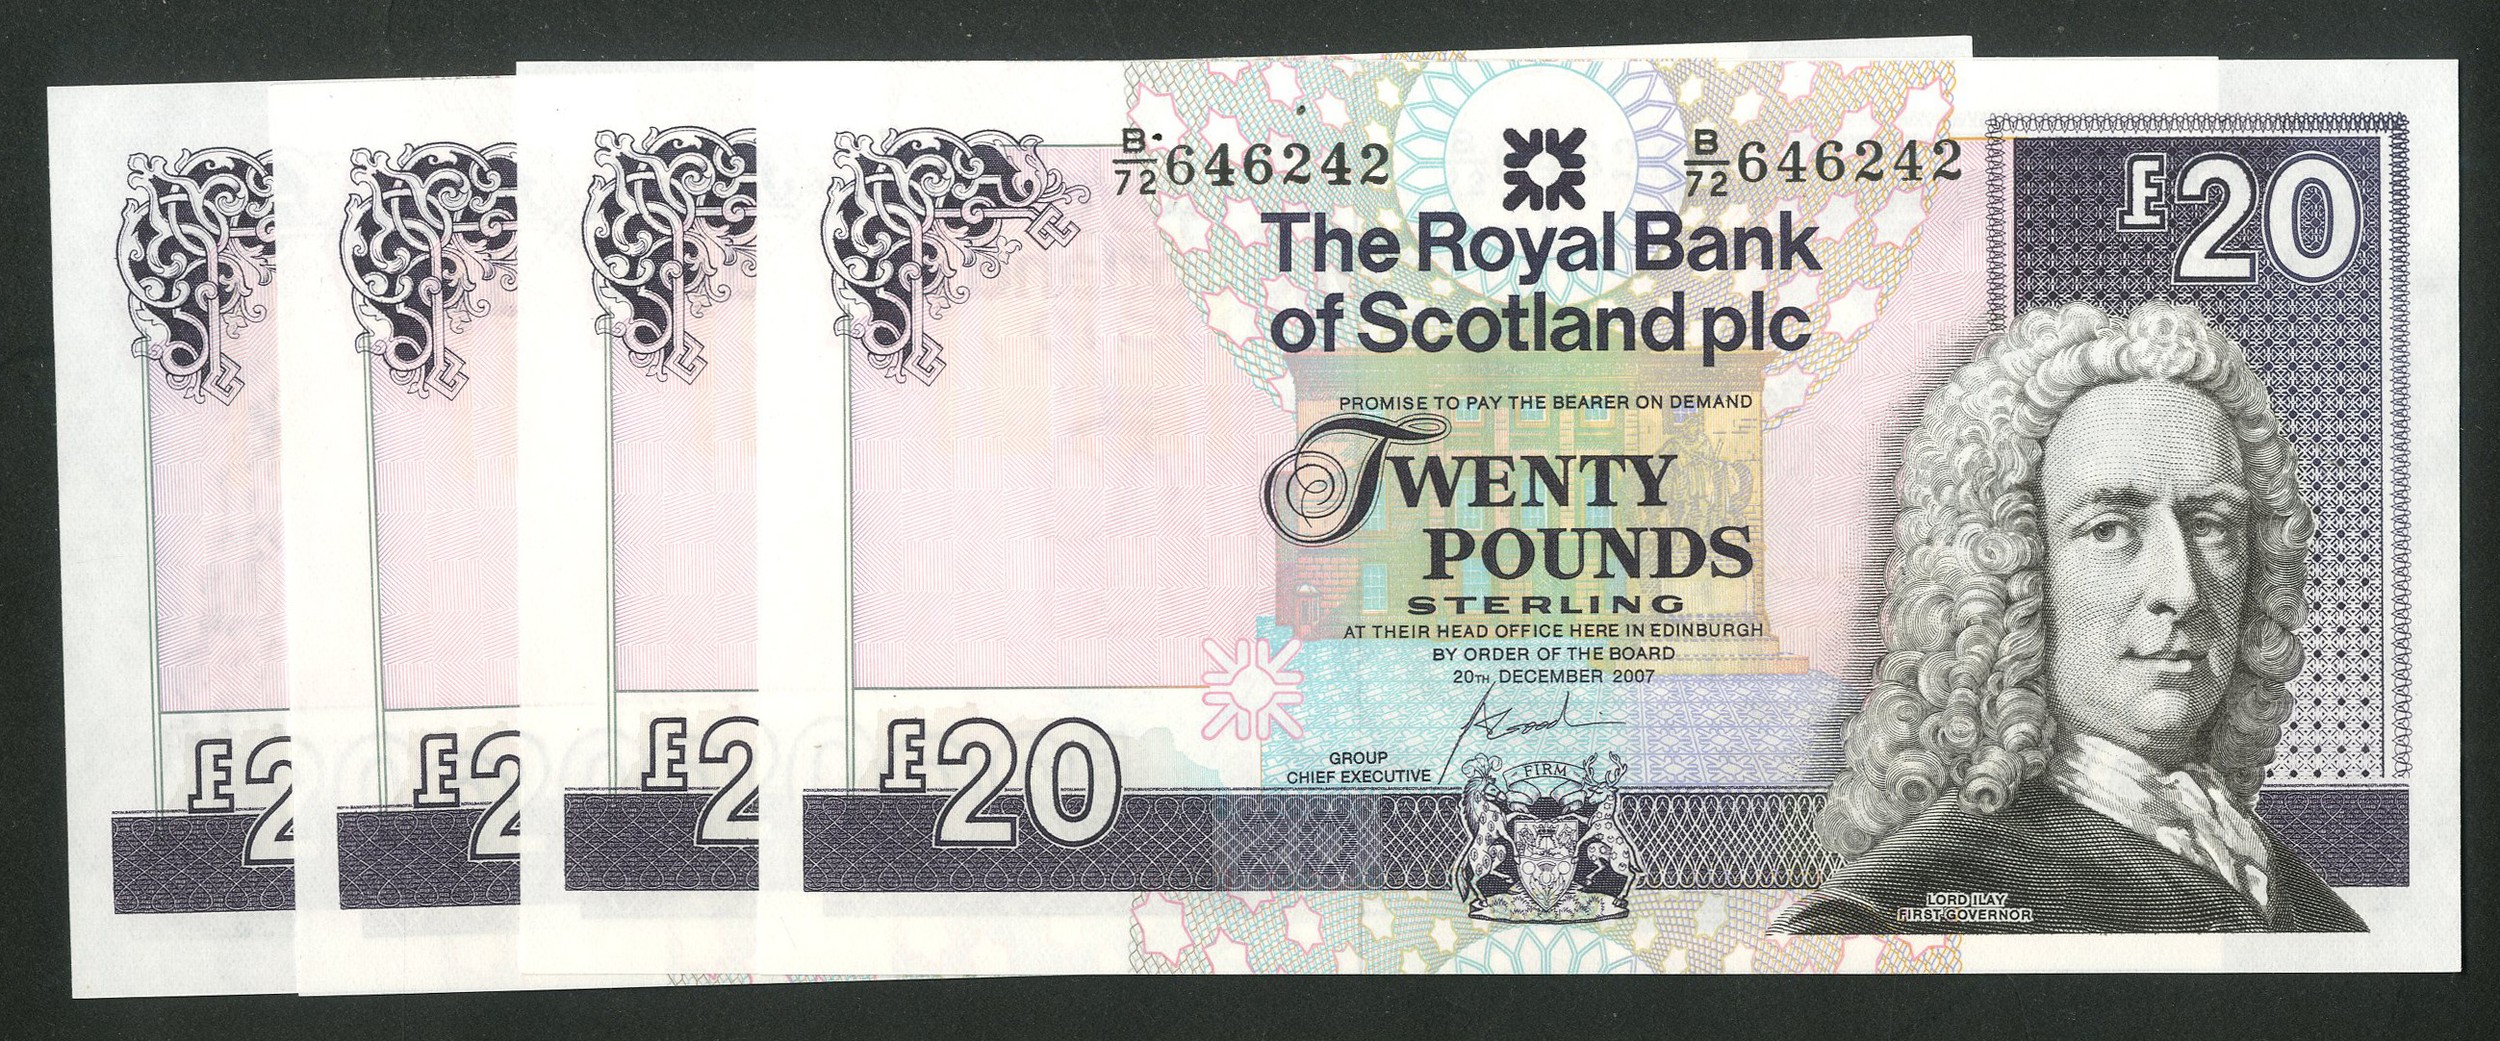 B/72 646242 B/72 646242
£20
The Royal Bank
of Scotland plc
PROMISE TO PAY THE BEARER ON DEMAND
TWENTY
POUNDS
STERLING
AT THEIR HEAD OFFICE HERE IN EDINBURGH
BY ORDER OF THE BOARD
20TH DECEMBER 2007
GROUP
CHIEF EXECUTIVE
FIRM
£2
£2
£2
£20
LORD ILAY
FIRST GOVERNOR